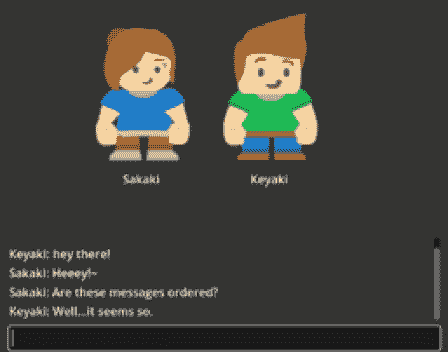 Sakaki Keyaki
Keyaki: hey there!
Sakaki: Heeey!~
Sakaki: Are these messages ordered?
Keyaki: Well...it seems so.